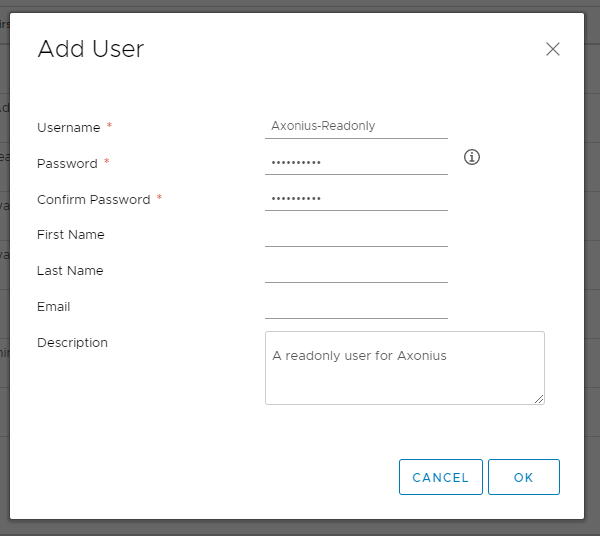 Add User
Username *
Axonius-Readonly
Password *
••••••••••
Confirm Password *
••••••••••
First Name
Last Name
Email
Description
A readonly user for Axonius
CANCEL
OK